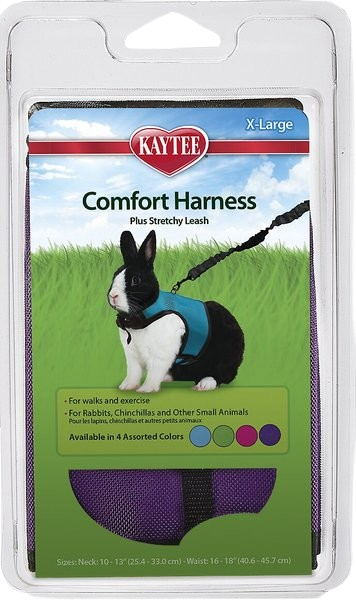 X-Large
KAYTEE
Comfort Harness
Plus Stretchy Leash
• For walks and exercise
• For Rabbits, Chinchillas and Other Small Animals
Pour les lapins, chinchillas et autres petits animaux
Available in 4 Assorted Colors
Sizes: Neck: 10 - 13" (25.4 - 33.0 cm) - Waist: 16 - 18" (40.6 - 45.7 cm)